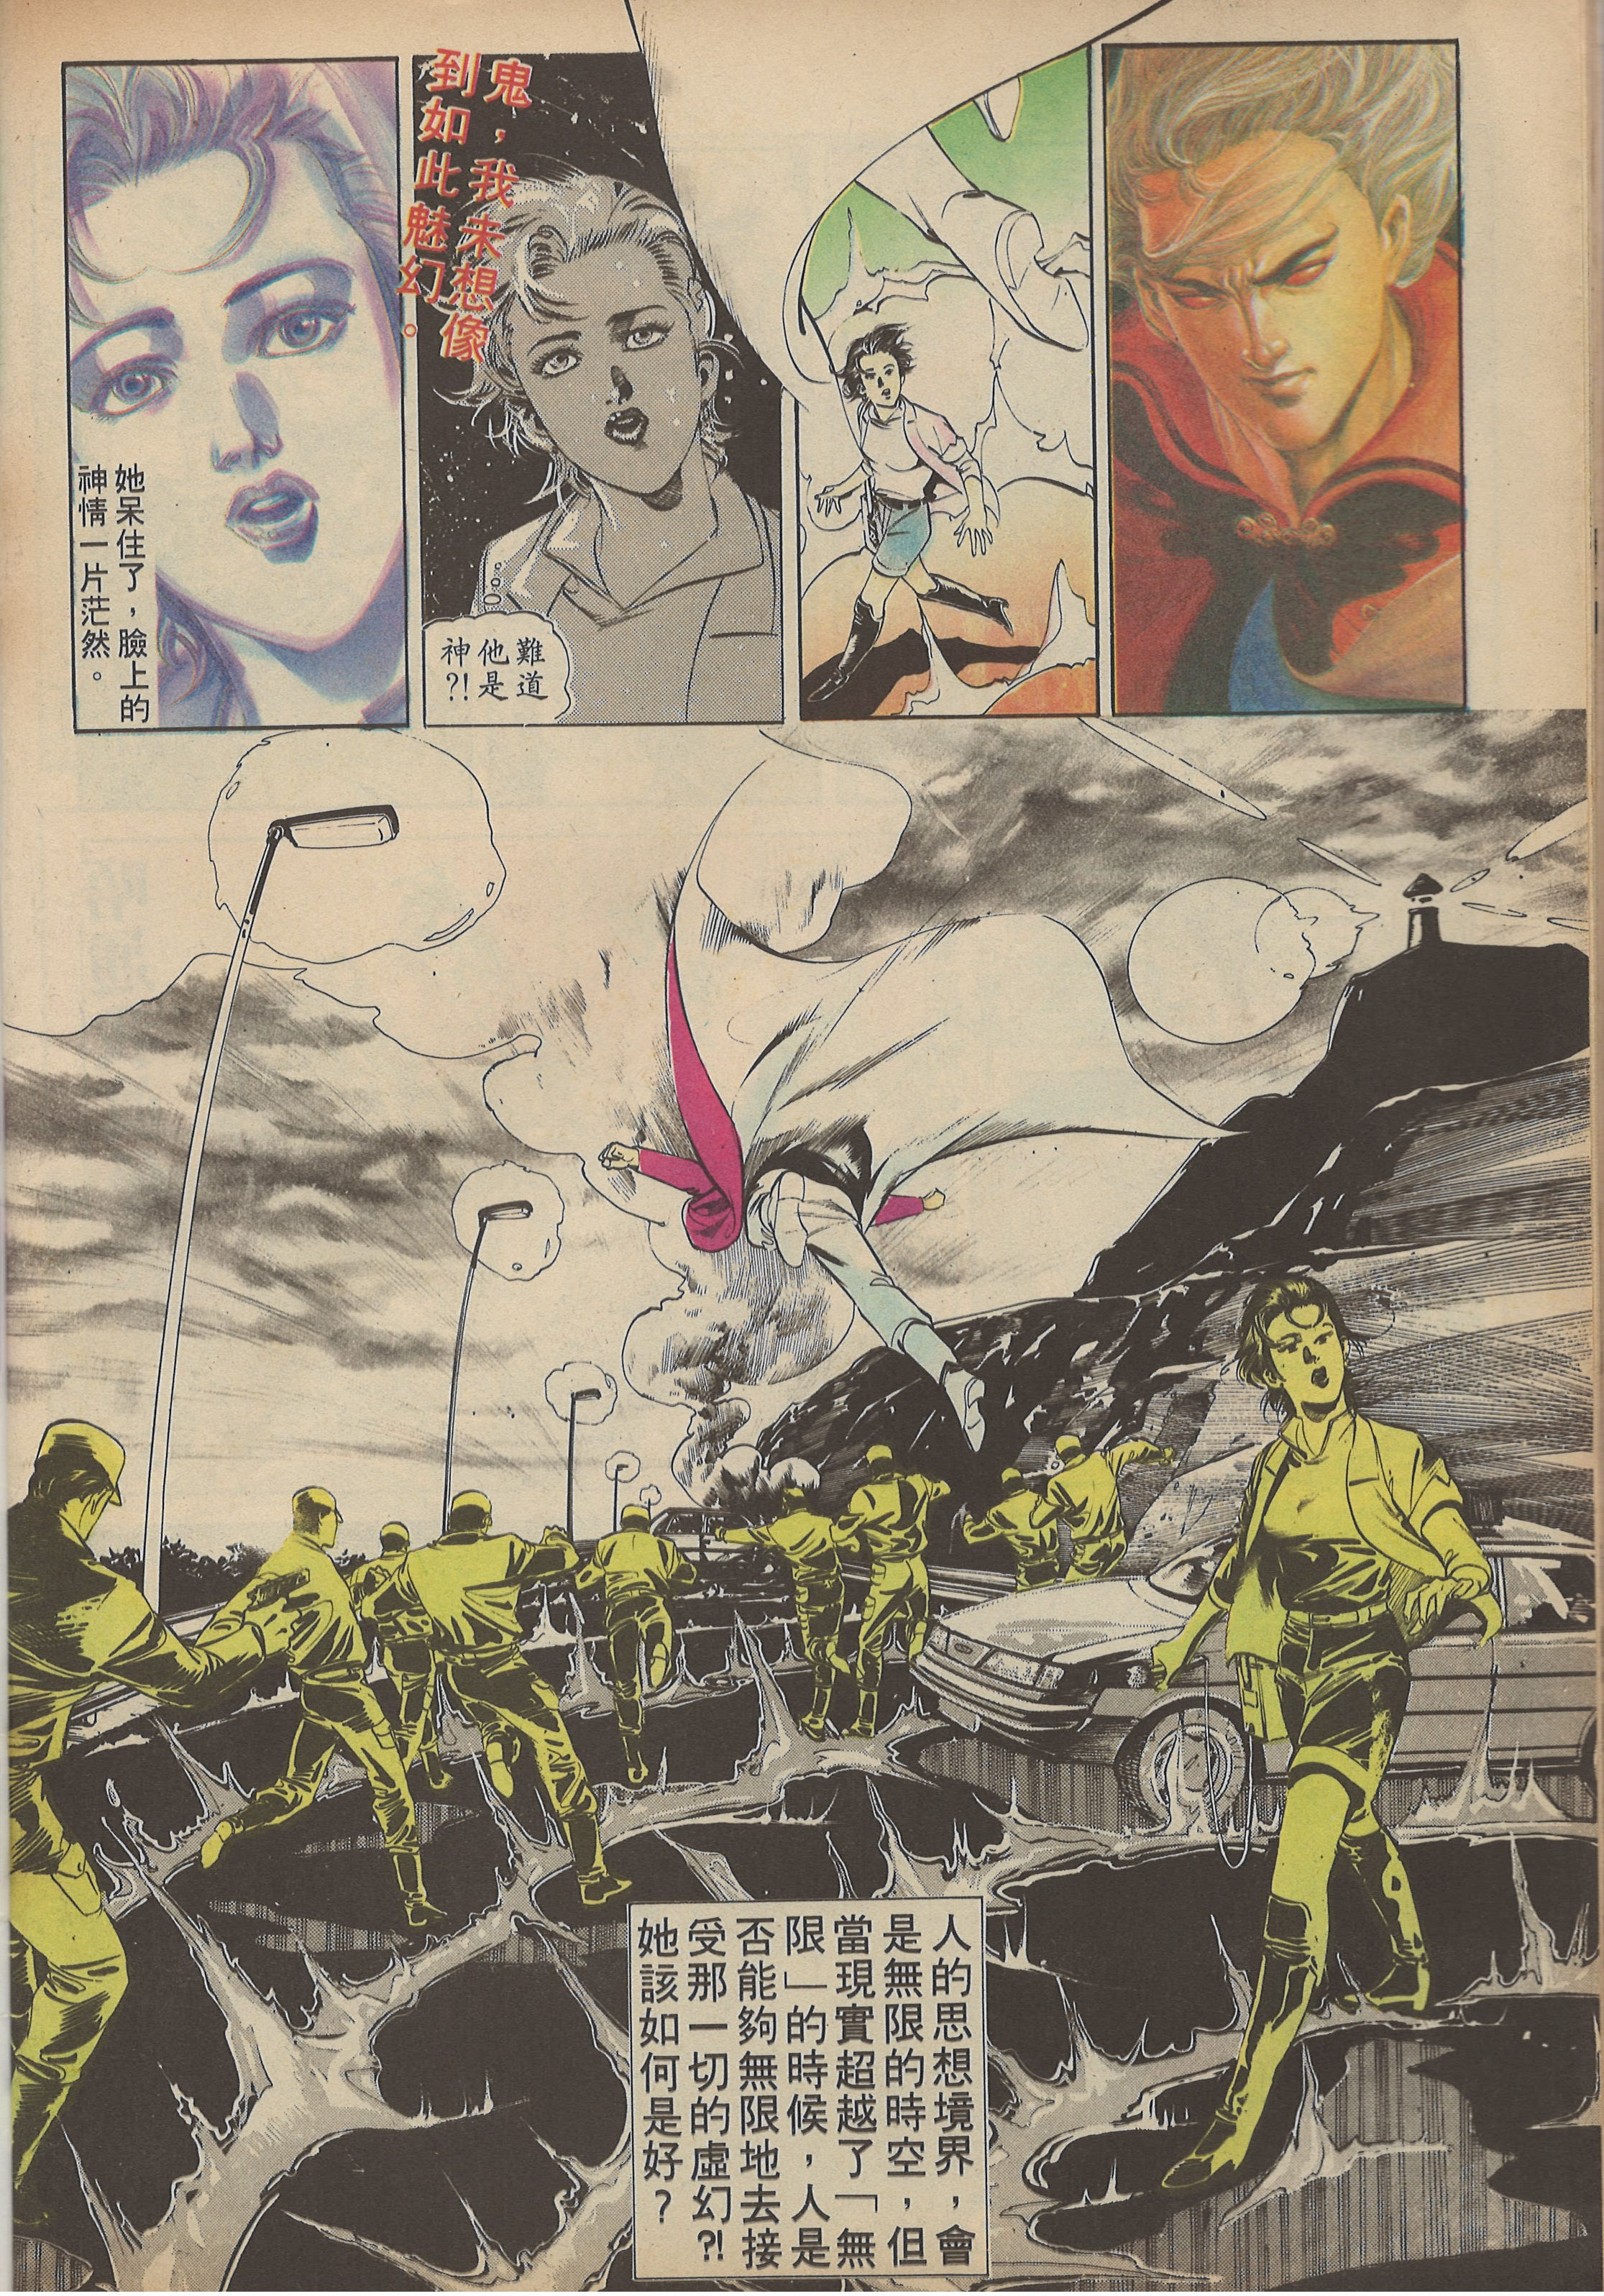 鬼，我未想像
到如此魅幻。
難道
他是
神?!
她呆住了，臉上的
神情一片茫然。
人的思想境界，會
是無限的時空，但
當現實超越了「無
限」的時候，人是
否能夠無限地去接
受那一切的虛幻?!
她該如何是好？